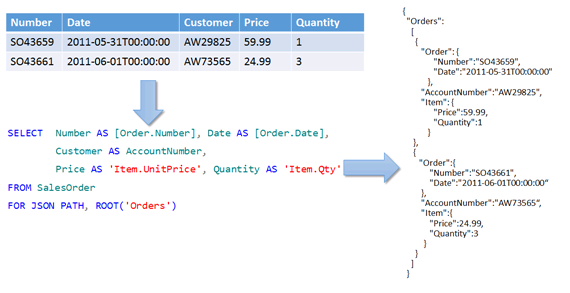 Number Date Customer Price Quantity
SO43659 2011-05-31T00:00:00 AW29825 59.99 1
SO43661 2011-06-01T00:00:00 AW73565 24.99 3
SELECT Number AS [Order.Number], Date AS [Order.Date],
Customer AS AccountNumber,
Price AS 'Item.UnitPrice', Quantity AS 'Item.Qty'
FROM SalesOrder
FOR JSON PATH, ROOT('Orders')
{
"Orders":
[
{
"Order":{
"Number":"SO43659",
"Date":"2011-05-31T00:00:00"
},
"AccountNumber":"AW29825",
"Item":{
"Price":59.99,
"Quantity":1
}
},
{
"Order":{
"Number":"SO43661",
"Date":"2011-06-01T00:00:00"
},
"AccountNumber":"AW73565",
"Item":{
"Price":24.99,
"Quantity":3
}
}
]
}